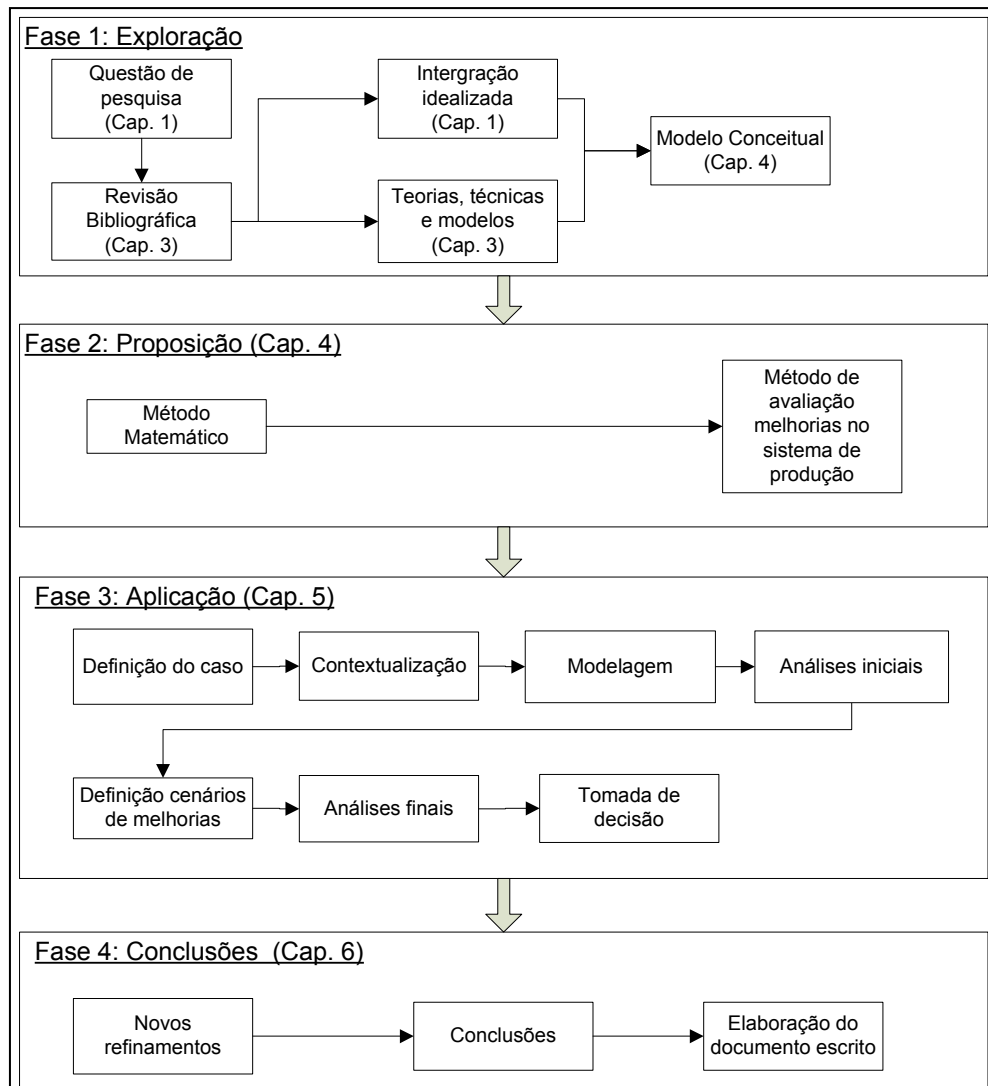 Fase 1: Exploração
Questão de
pesquisa
(Cap. 1)
Intergração
idealizada
(Cap. 1)
Modelo Conceitual
(Cap. 4)
Revisão
Bibliográfica
(Cap. 3)
Teorias, técnicas
e modelos
(Cap. 3)
Fase 2: Proposição (Cap. 4)
Método
Matemático
Método de
avaliação
melhorias no
sistema de
produção
Fase 3: Aplicação (Cap. 5)
Definição do caso
Contextualização
Modelagem
Análises iniciais
Definição cenários
de melhorias
Análises finais
Tomada de
decisão
Fase 4: Conclusões (Cap. 6)
Novos
refinamentos
Conclusões
Elaboração do
documento escrito